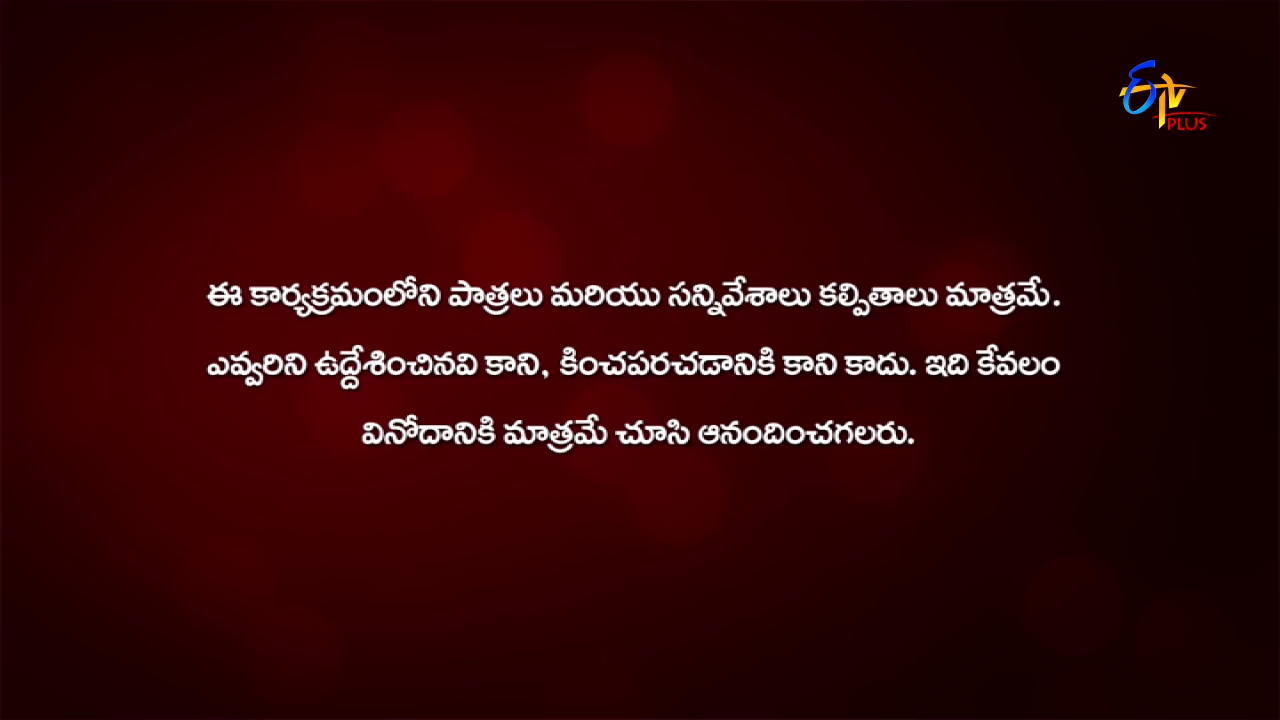 ETV
PLUS
ఈ కార్యక్రమంలోని పాత్రలు మరియు సన్నివేశాలు కల్పితాలు మాత్రమే.
ఎవ్వరిని ఉద్దేశించినవి కాని, కించపరచడానికి కాని కాదు. ఇది కేవలం
వినోదానికి మాత్రమే చూసి ఆనందించగలరు.